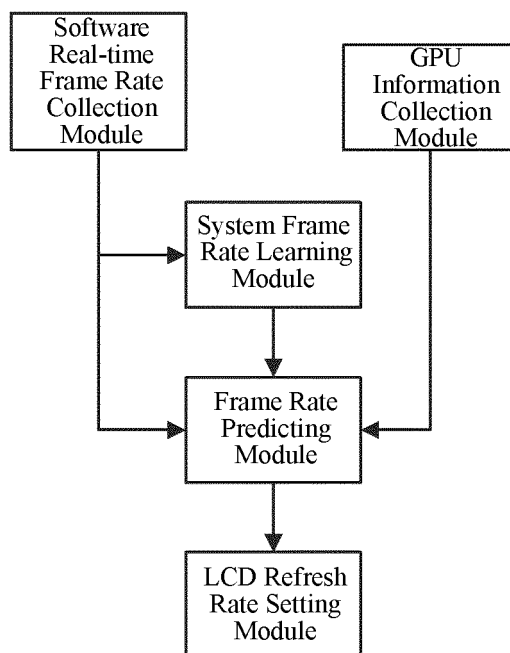 Software
Real-time
Frame Rate
Collection
Module
GPU
Information
Collection
Module
System Frame
Rate Learning
Module
Frame Rate
Predicting
Module
LCD Refresh
Rate Setting
Module